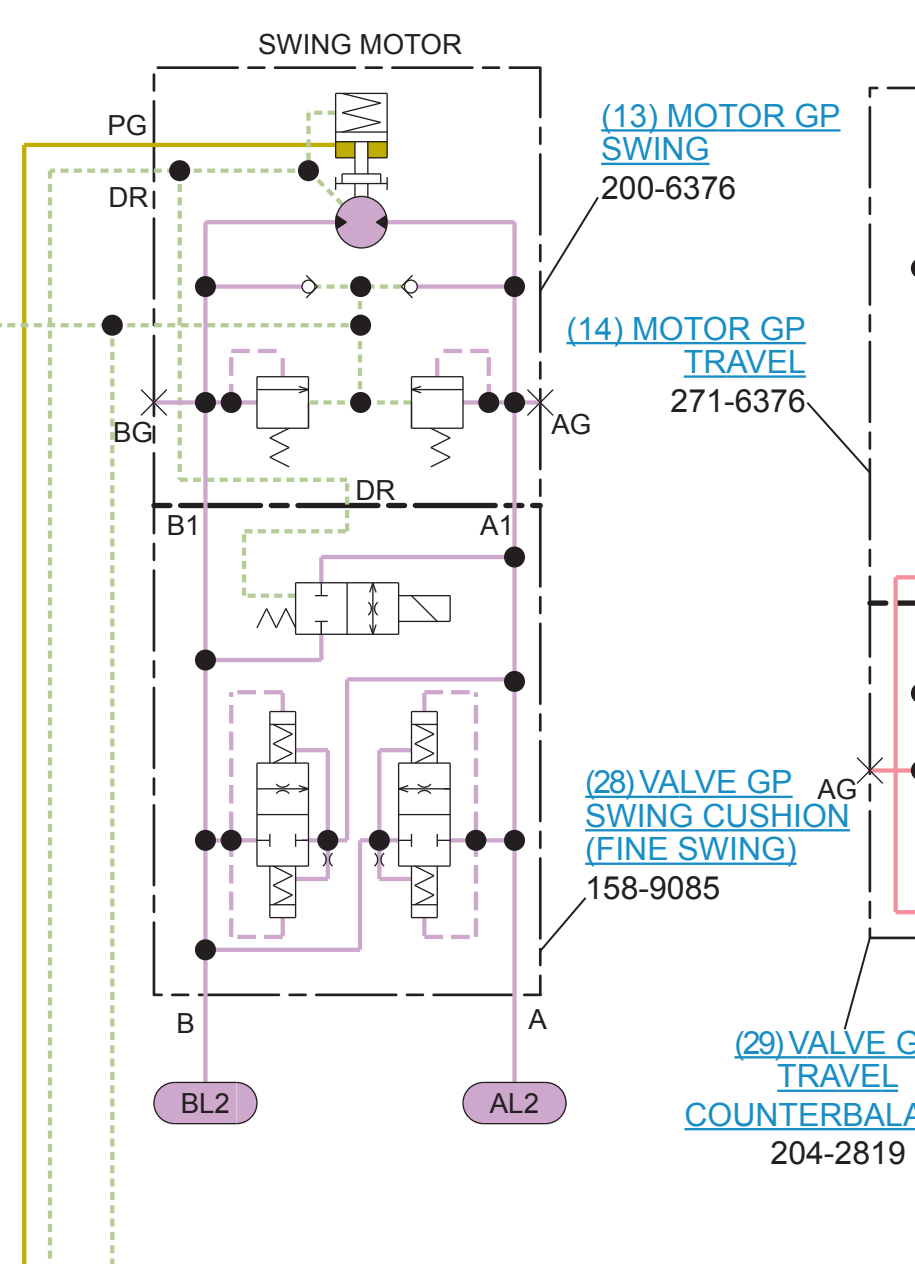 SWING MOTOR
PG
DR
(13) MOTOR GP
SWING
200-6376
(14) MOTOR GP
TRAVEL
271-6376
BG
AG
DR
B1
A1
(28) VALVE GP
SWING CUSHION
(FINE SWING)
158-9085
AG
B
A
BL2
AL2
(29) VALVE G
TRAVEL
COUNTERBALA
204-2819